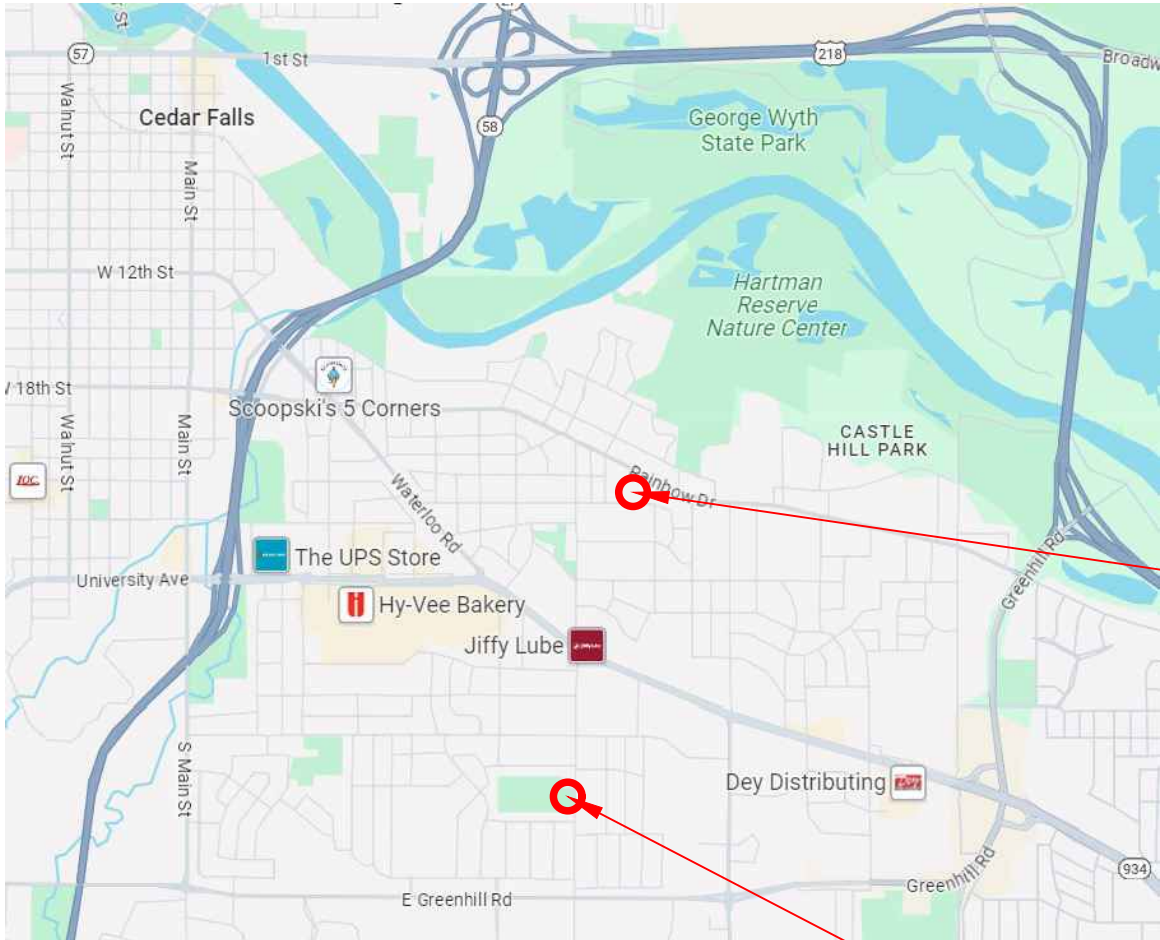 57
1st St
218
Broadw
St
Walnut St
Cedar Falls
58
George Wyth
State Park
Main St
W 12th St
Hartman
Reserve
Nature Center
18th St
Scoopski's 5 Corners
CASTLE
HILL PARK
Walnut St
Main St
Rainbow Dr
Waterloo Rd
The UPS Store
University Ave
Greenhill Rd
Hy-Vee Bakery
Jiffy Lube
S Main St
Dey Distributing
934
Greenhill Rd
E Greenhill Rd